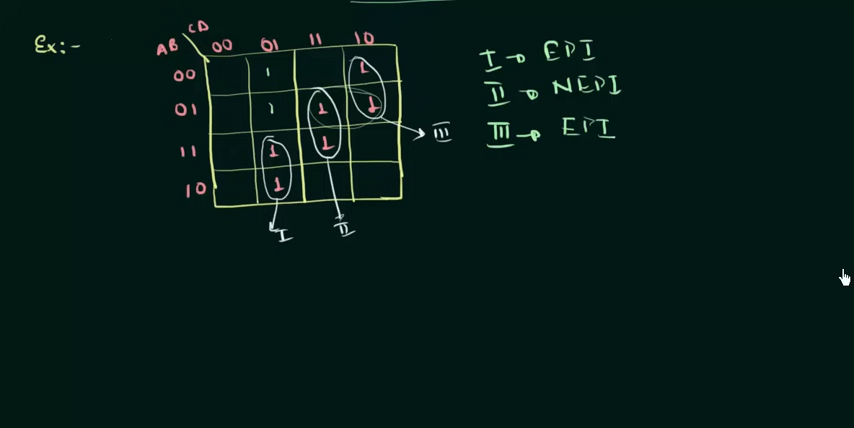 Ex:-
AB CD 00 01 11 10
00 1 1
01 1 1 1
11 1 1
10 1
I II
III
I → EPI
II → NEPI
III → EPI